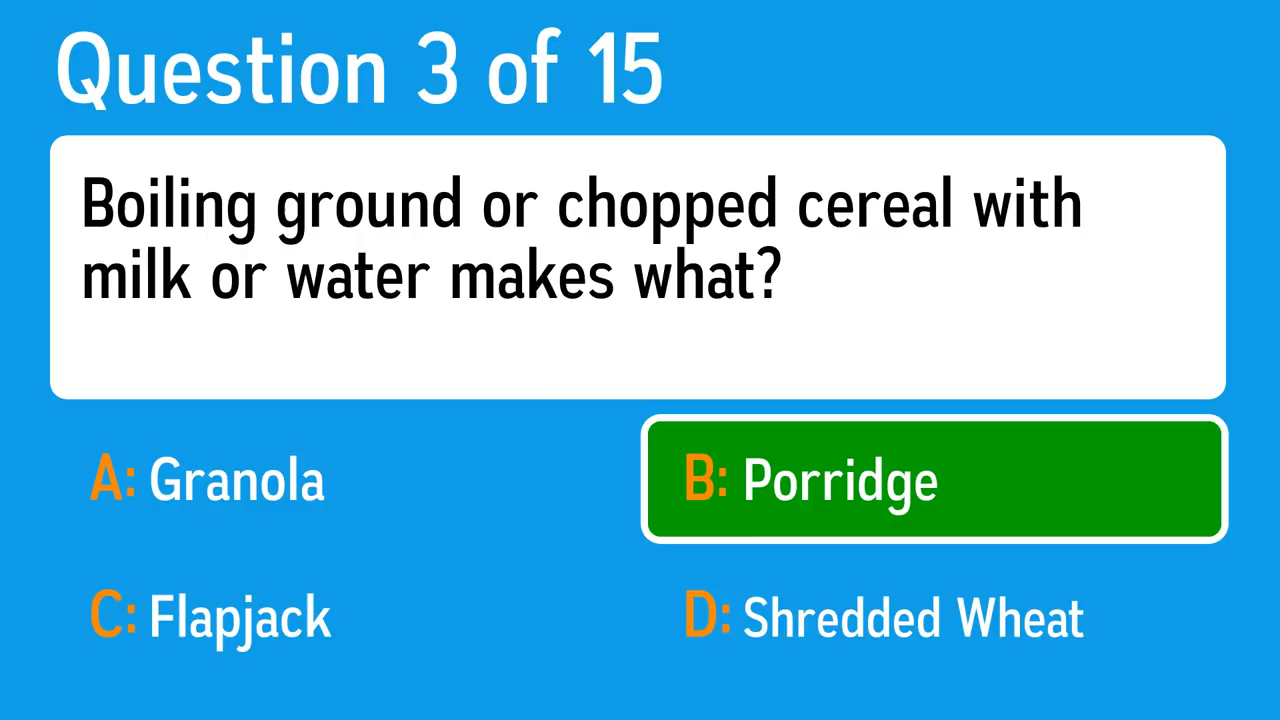 Question 3 of 15
Boiling ground or chopped cereal with
milk or water makes what?
A: Granola
B: Porridge
C: Flapjack
D: Shredded Wheat